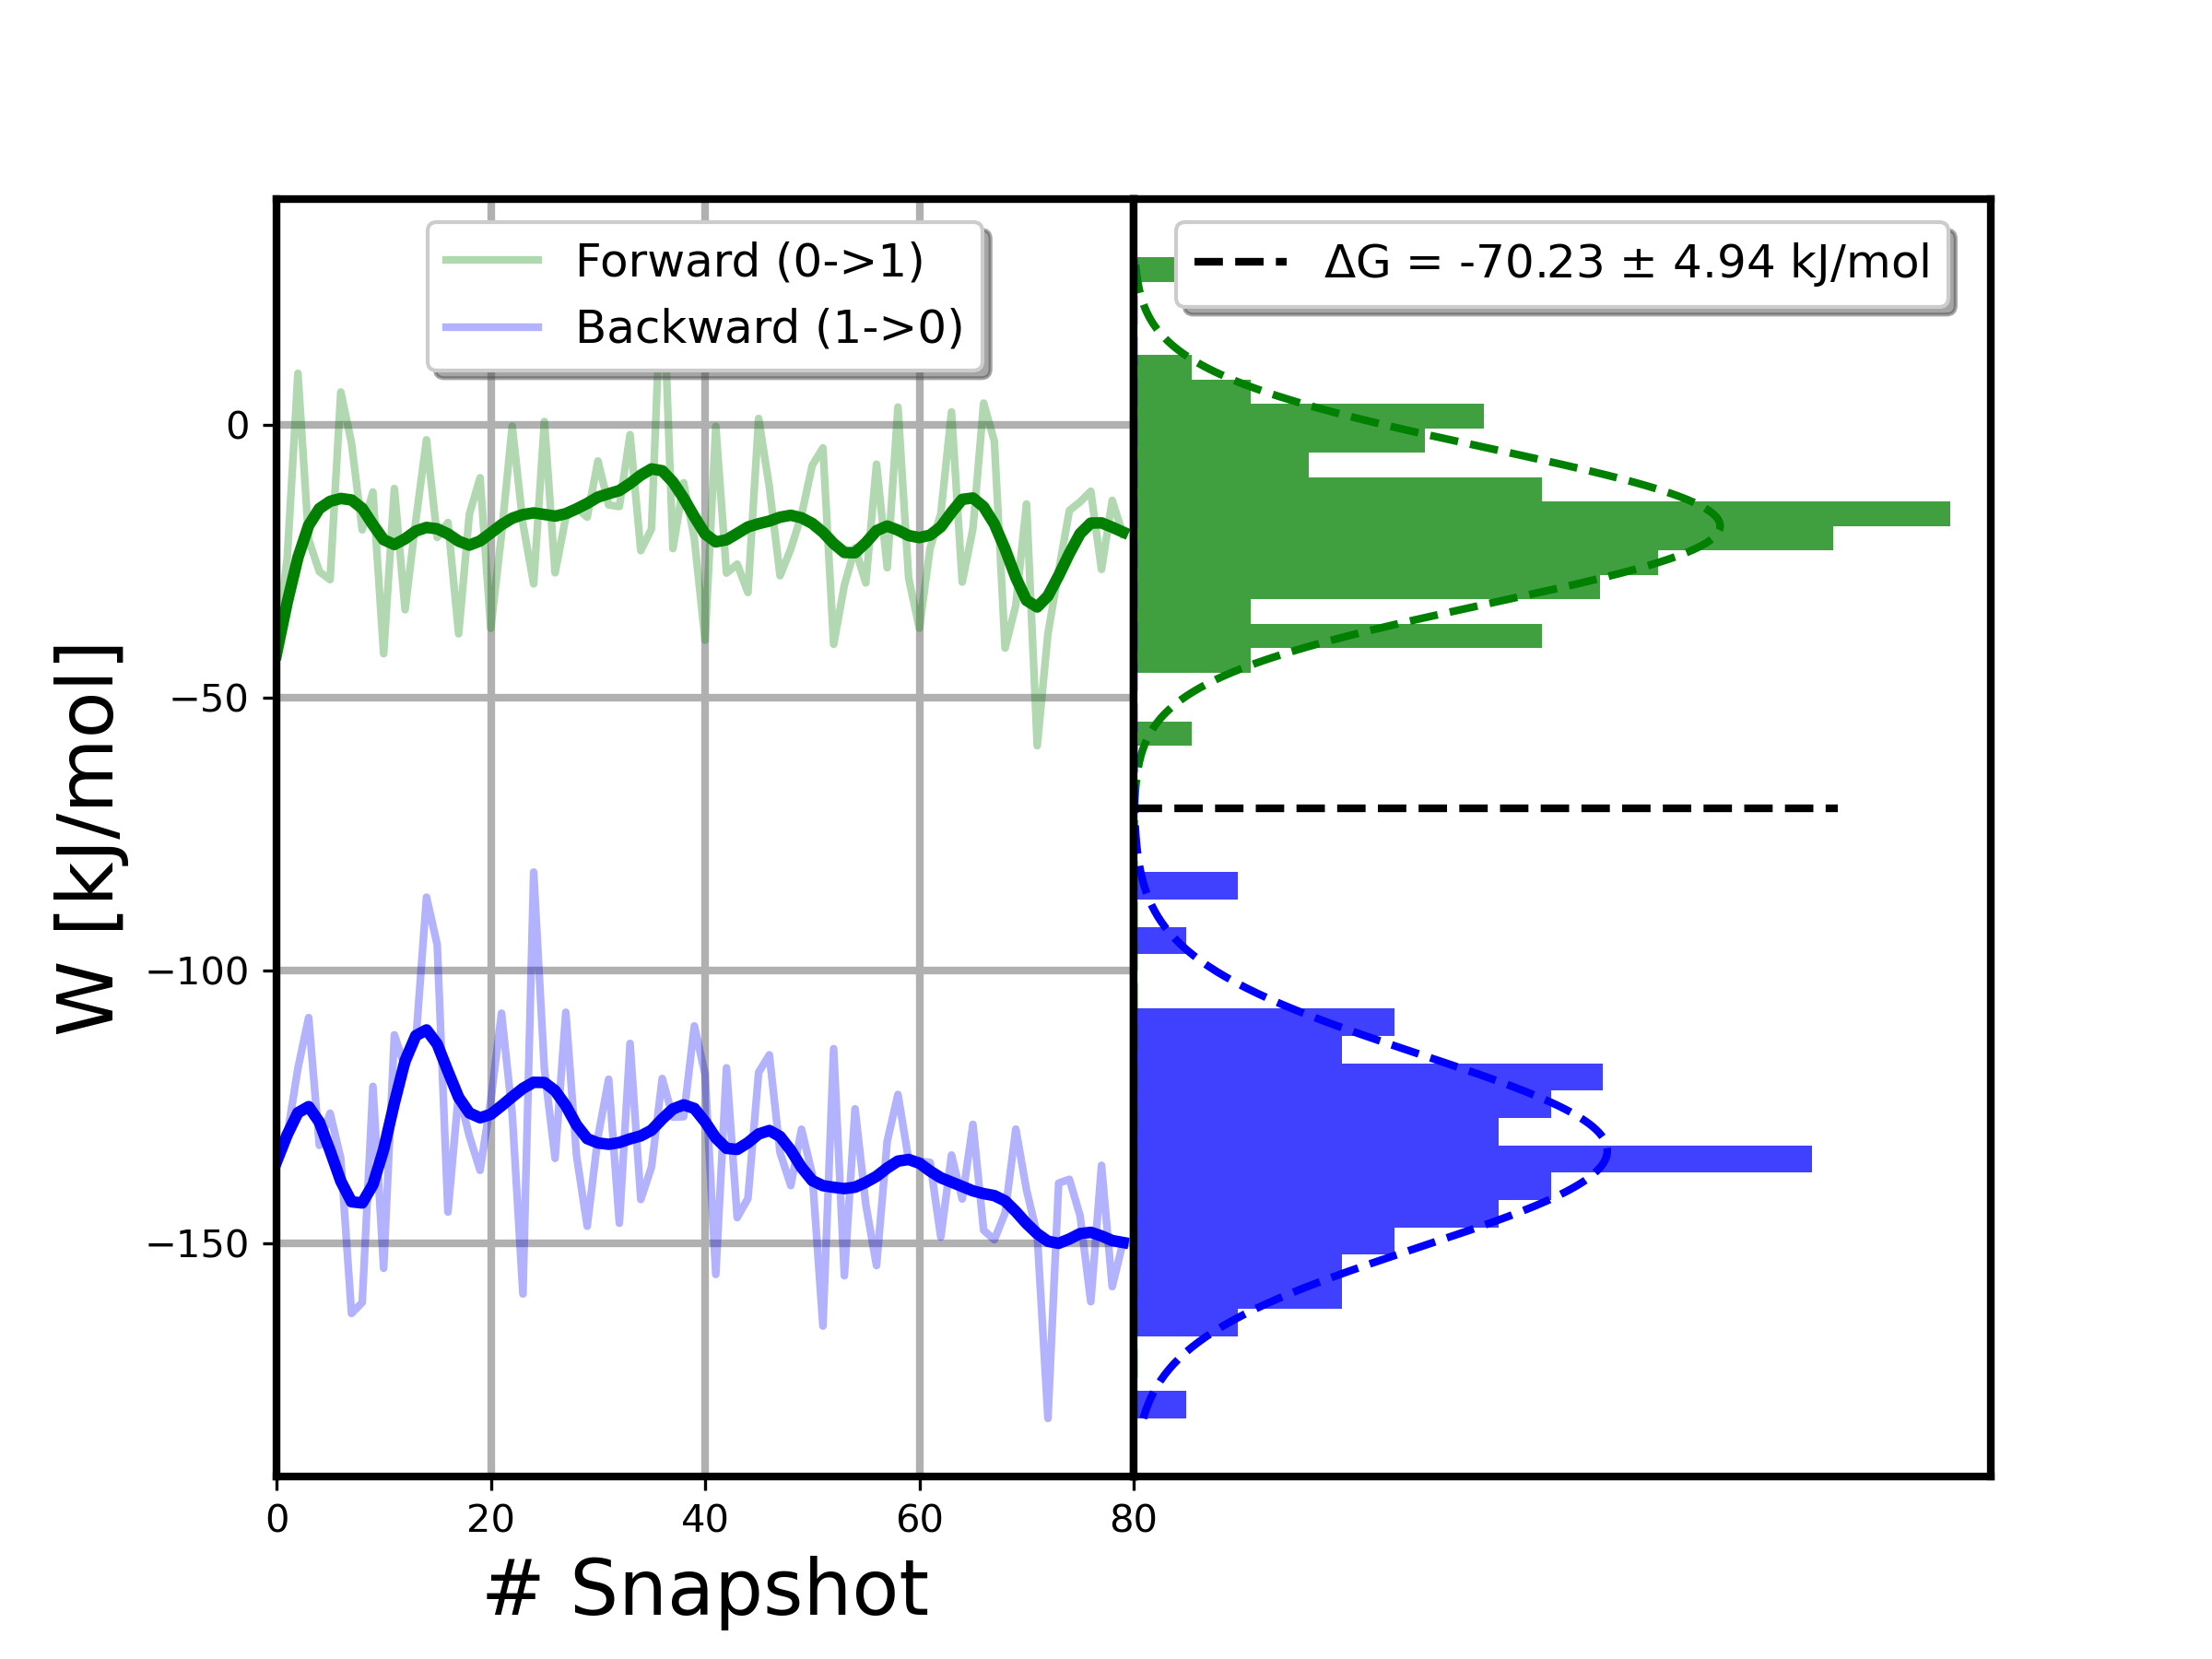 Forward (0->1)
Backward (1->0)
ΔG = -70.23 ± 4.94 kJ/mol
W [kJ/mol]
0
−50
−100
−150
0 20 40 60 80
# Snapshot